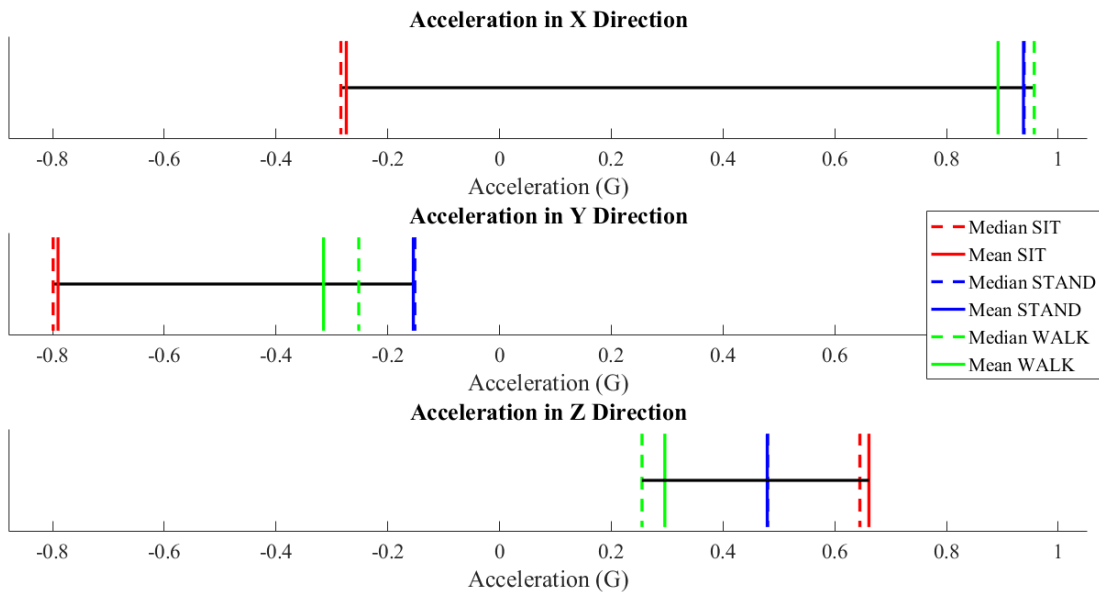 Acceleration in X Direction
-0.8 -0.6 -0.4 -0.2 0 0.2 0.4 0.6 0.8 1
Acceleration (G)
Acceleration in Y Direction
-0.8 -0.6 -0.4 -0.2 0 0.2 0.4 0.6
Acceleration (G)
Median SIT
Mean SIT
Median STAND
Mean STAND
Median WALK
Mean WALK
Acceleration in Z Direction
-0.8 -0.6 -0.4 -0.2 0 0.2 0.4 0.6 0.8 1
Acceleration (G)